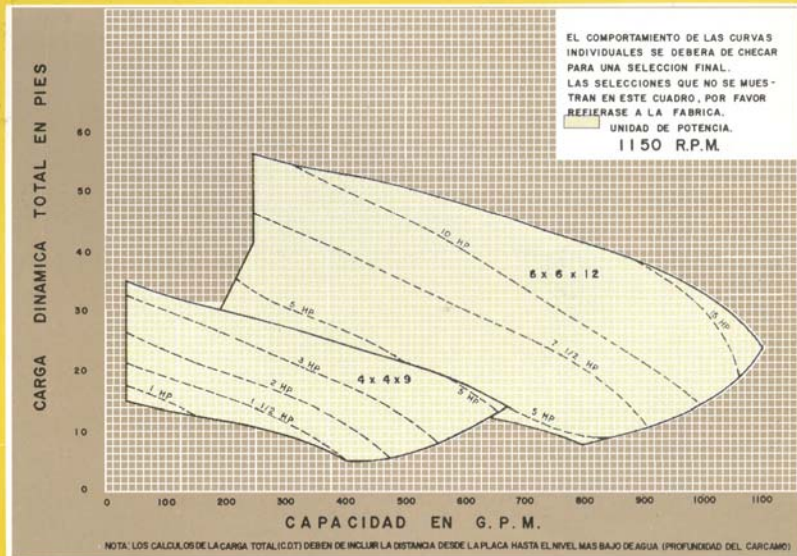 EL COMPORTAMIENTO DE LAS CURVAS
INDIVIDUALES SE DEBERA DE CHECAR
PARA UNA SELECCION FINAL.
LAS SELECCIONES QUE NO SE MUES-
TRAN EN ESTE CUADRO, POR FAVOR
REFIERASE A LA FABRICA.
UNIDAD DE POTENCIA.
1150 R.P.M.
CARGA DINAMICA TOTAL EN PIES
60
50
40
30
20
10
0
10 HP
6 x 6 x 12
15 HP
5 HP
7 1/2 HP
3 HP
4 x 4 x 9
2 HP
5 HP
1 HP
1 1/2 HP
5 HP
0 100 200 300 400 500 600 700 800 900 1000 1100
CAPACIDAD EN G.P.M.
NOTA: LOS CALCULOS DE LA CARGA TOTAL (C.D.T) DEBEN DE INCLUIR LA DISTANCIA DESDE LA PLACA HASTA EL NIVEL MAS BAJO DE AGUA (PROFUNDIDAD DEL CARCAMO)